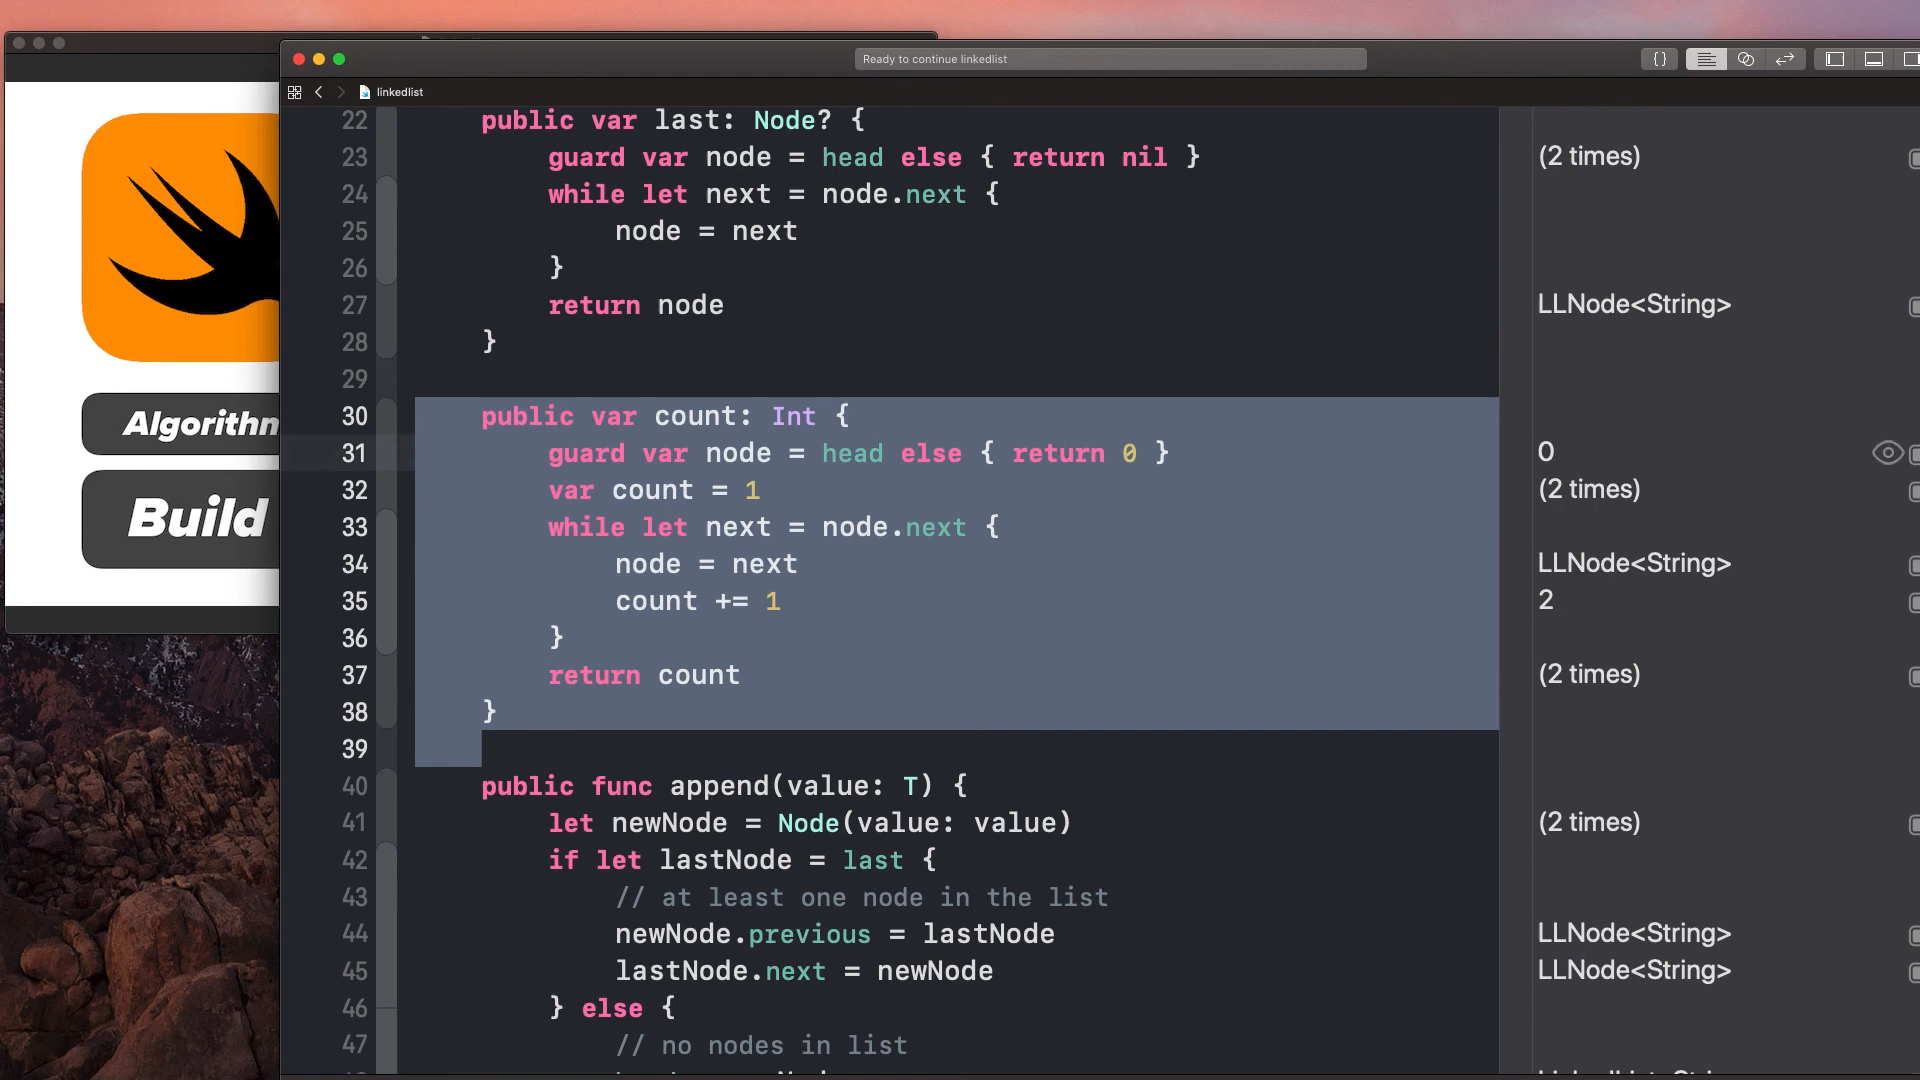 Ready to continue linkedlist
linkedlist
22 public var last: Node? {
23 guard var node = head else { return nil }
(2 times)
24 while let next = node.next {
25 node = next
26 }
27 return node
LLNode<String>
28 }
29
30 public var count: Int {
31 guard var node = head else { return 0 }
0
32 var count = 1
(2 times)
33 while let next = node.next {
34 node = next
LLNode<String>
35 count += 1
2
36 }
37 return count
(2 times)
38 }
39
40 public func append(value: T) {
41 let newNode = Node(value: value)
(2 times)
42 if let lastNode = last {
43 // at least one node in the list
44 newNode.previous = lastNode
LLNode<String>
45 lastNode.next = newNode
LLNode<String>
46 } else {
47 // no nodes in list
Build